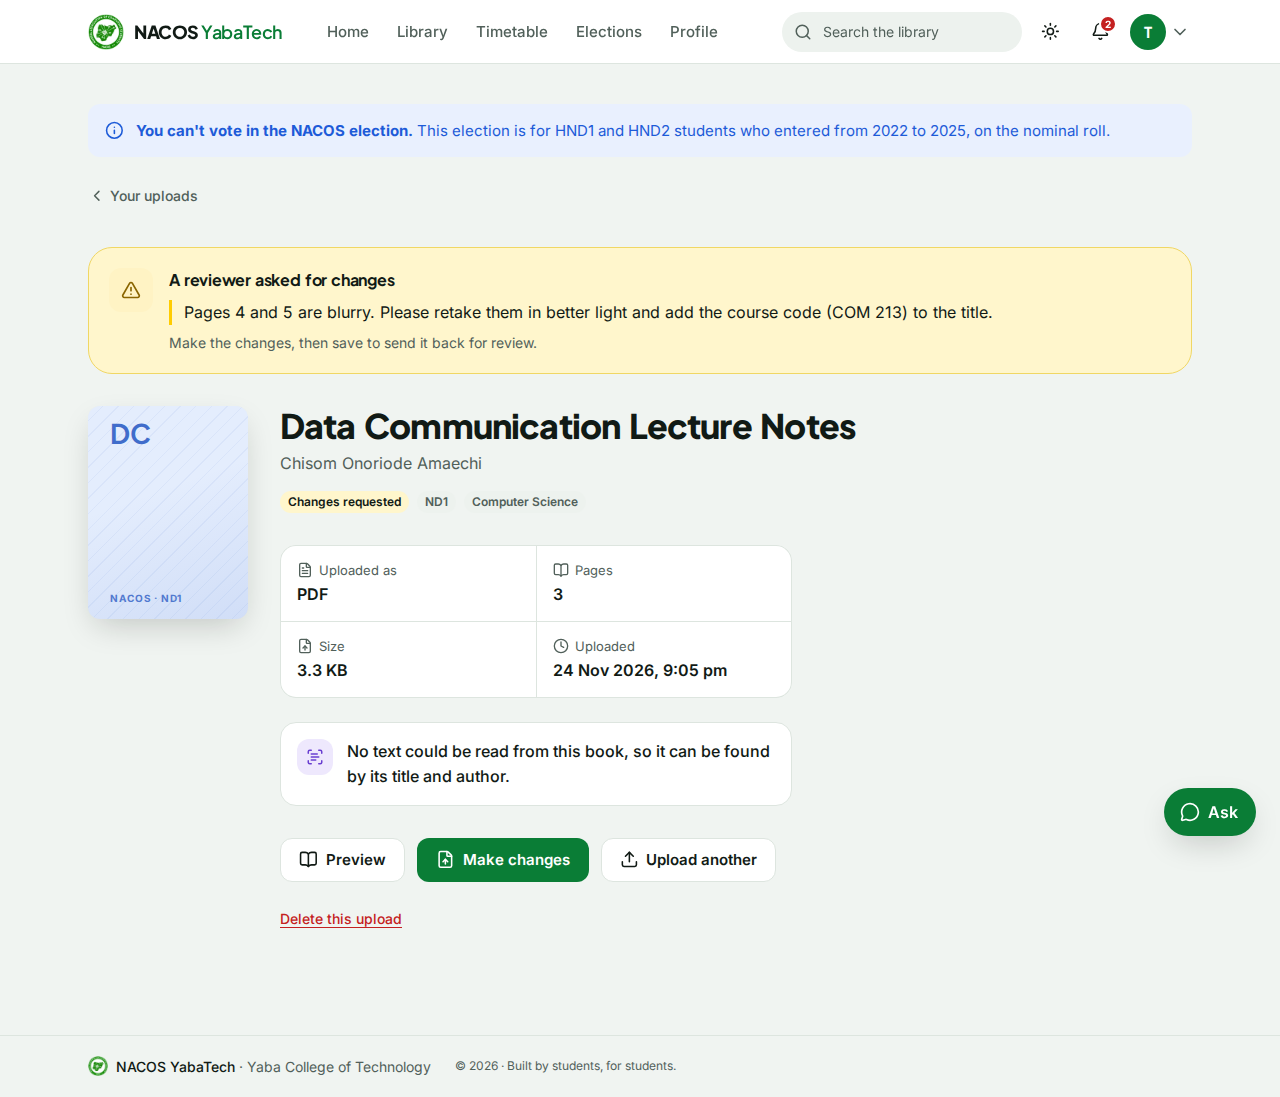 NACOS YabaTech
Home
Library
Timetable
Elections
Profile
Search the library
2
T
You can't vote in the NACOS election. This election is for HND1 and HND2 students who entered from 2022 to 2025, on the nominal roll.
Your uploads
A reviewer asked for changes
Pages 4 and 5 are blurry. Please retake them in better light and add the course code (COM 213) to the title.
Make the changes, then save to send it back for review.
DC
NACOS · ND1
Data Communication Lecture Notes
Chisom Onoriode Amaechi
Changes requested
ND1
Computer Science
Uploaded as
PDF
Pages
3
Size
3.3 KB
Uploaded
24 Nov 2026, 9:05 pm
No text could be read from this book, so it can be found
by its title and author.
Preview
Make changes
Upload another
Delete this upload
Ask
NACOS YabaTech · Yaba College of Technology
© 2026 · Built by students, for students.